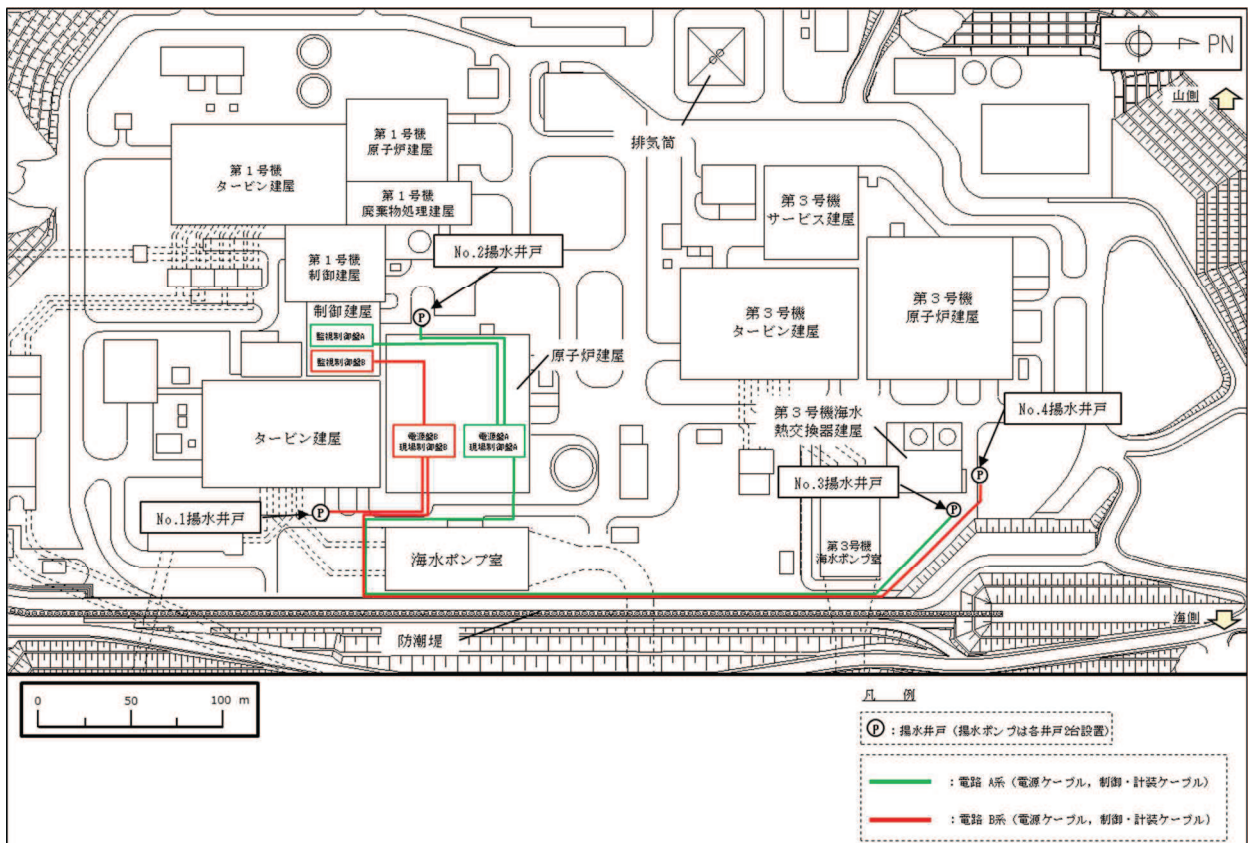 PN
山側
排気筒
第1号機
原子炉建屋
第1号機
タービン建屋
第1号機
廃棄物処理建屋
第3号機
サービス建屋
No.2揚水井戸
第1号機
制御建屋
第3号機
タービン建屋
第3号機
原子炉建屋
制御建屋
監視制御盤A
監視制御盤B
P
原子炉建屋
タービン建屋
電源盤B
現場制御盤B
電源盤A
現場制御盤A
第3号機海水
熱交換器建屋
No.4揚水井戸
P
No.3揚水井戸
P
No.1揚水井戸
P
海水ポンプ室
第3号機
海水ポンプ室
海側
防潮堤
0 50 100 m
凡 例
P:揚水井戸(揚水ポンプは各井戸2台設置)
:電路 A系(電源ケーブル,制御・計装ケーブル)
:電路 B系(電源ケーブル,制御・計装ケーブル)